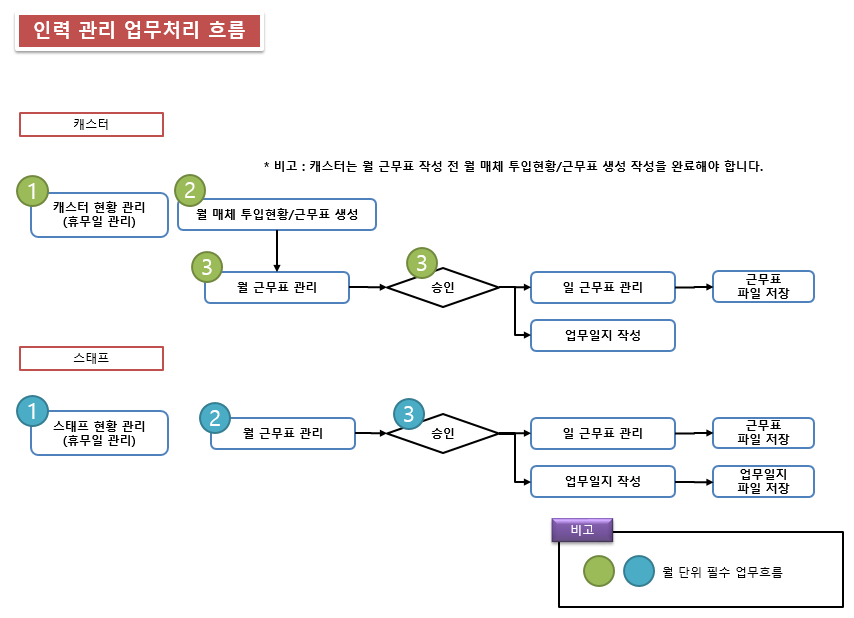 인력 관리 업무처리 흐름
캐스터
* 비고 : 캐스터는 월 근무표 작성 전 월 매체 투입현황/근무표 생성 작성을 완료해야 합니다.
1
캐스터 현황 관리
(휴무일 관리)
2
월 매체 투입현황/근무표 생성
3
월 근무표 관리
3
승인
일 근무표 관리
근무표
파일 저장
업무일지 작성
스태프
1
스태프 현황 관리
(휴무일 관리)
2
월 근무표 관리
3
승인
일 근무표 관리
근무표
파일 저장
업무일지 작성
업무일지
파일 저장
비고
월 단위 필수 업무흐름